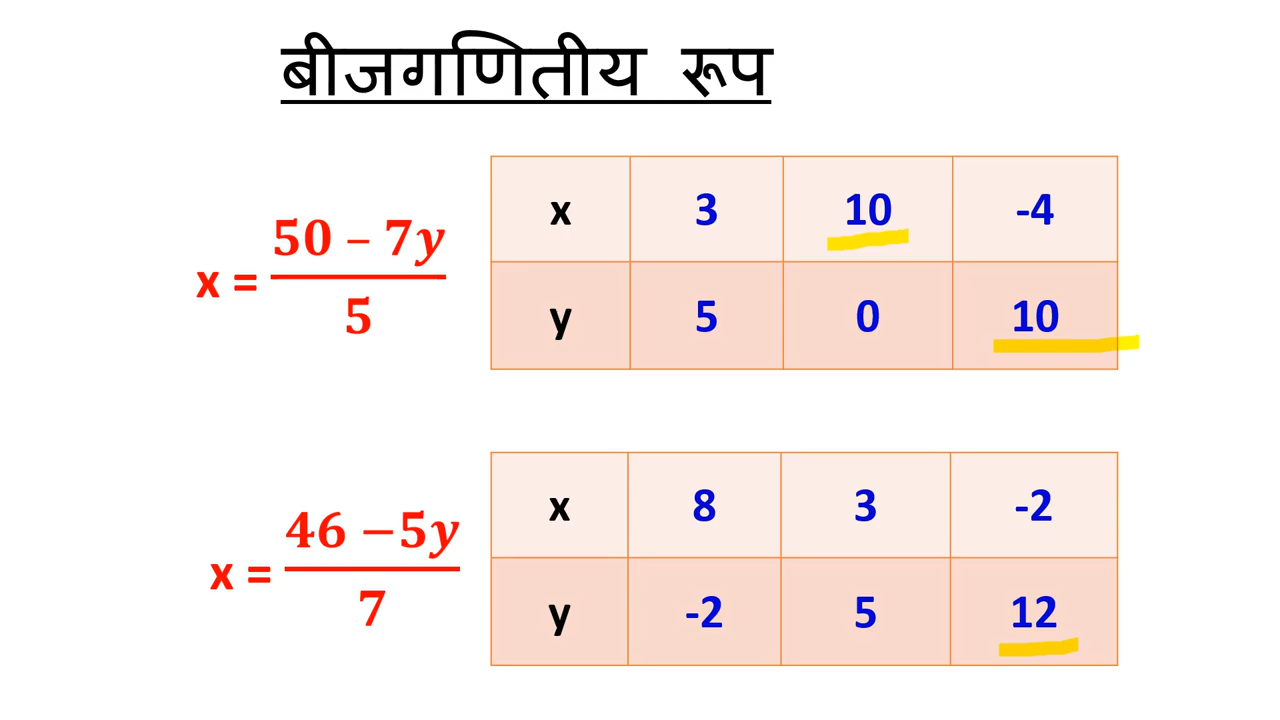 बीजगणितीय रूप
x = 50 – 7y / 5
x 3 10 -4
y 5 0 10
x = 46 –5y / 7
x 8 3 -2
y -2 5 12